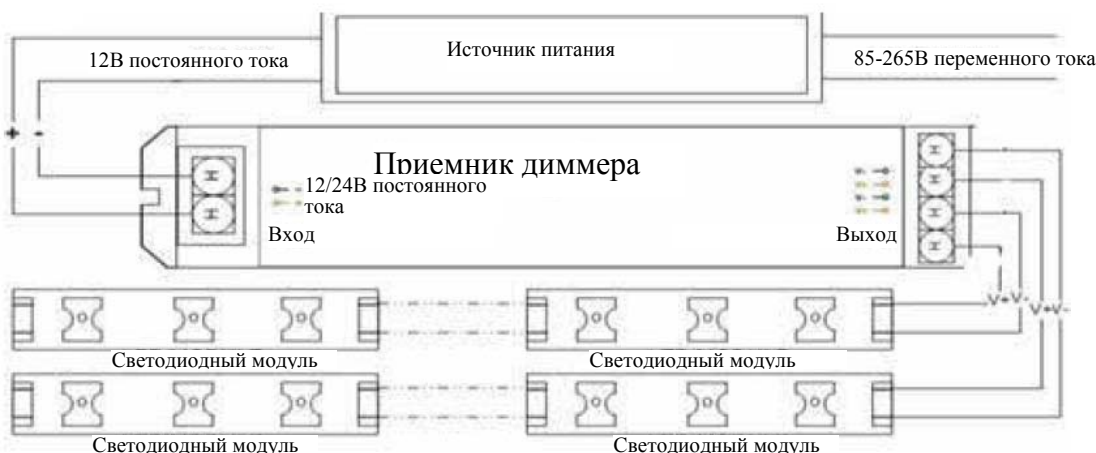 Источник питания
12В постоянного тока
85-265В переменного тока
+ -
Приемник диммера
12/24В постоянного
тока
Вход
Выход
V+ V- V+ V-
Светодиодный модуль
Светодиодный модуль
Светодиодный модуль
Светодиодный модуль